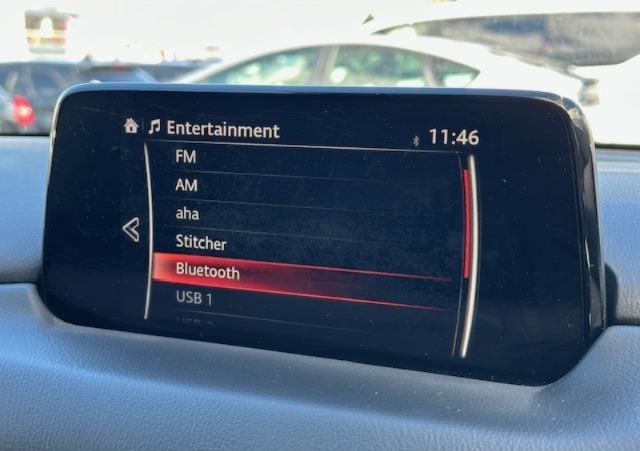 Entertainment 11:46
FM
AM
aha
Stitcher
Bluetooth
USB 1